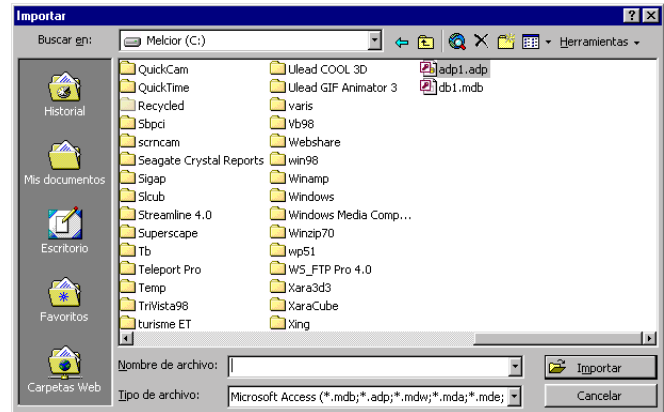 Importar
Buscar en: Melcior (C:) Herramientas
Historial
Mis documentos
Escritorio
Favoritos
Carpetas Web
QuickCam
QuickTime
Recycled
Sbpci
scrncam
Seagate Crystal Reports
Sigap
Slcub
Streamline 4.0
Superscape
Tb
Teleport Pro
Temp
TriVista98
turisme ET
Ulead COOL 3D
Ulead GIF Animator 3
varis
Vb98
Webshare
win98
Winamp
Windows
Windows Media Comp...
Winzip70
wp51
WS_FTP Pro 4.0
Xara3d3
XaraCube
Xing
adp1.adp
db1.mdb
Nombre de archivo: Importar
Tipo de archivo: Microsoft Access (*.mdb;*.adp;*.mdw;*.mda;*.mde; Cancelar